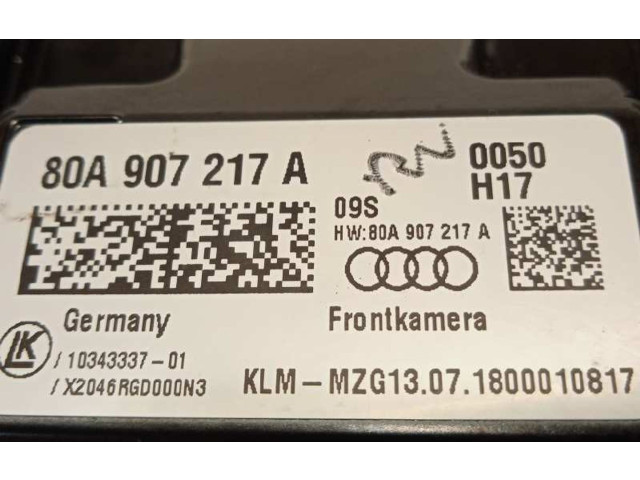 80A 907 217 A
0050
H17
09S
HW:80A 907 217 A
Germany
Frontkamera
LK
/10343337-01
/X2046RGD000N3
KLM-MZG13.07.1800010817